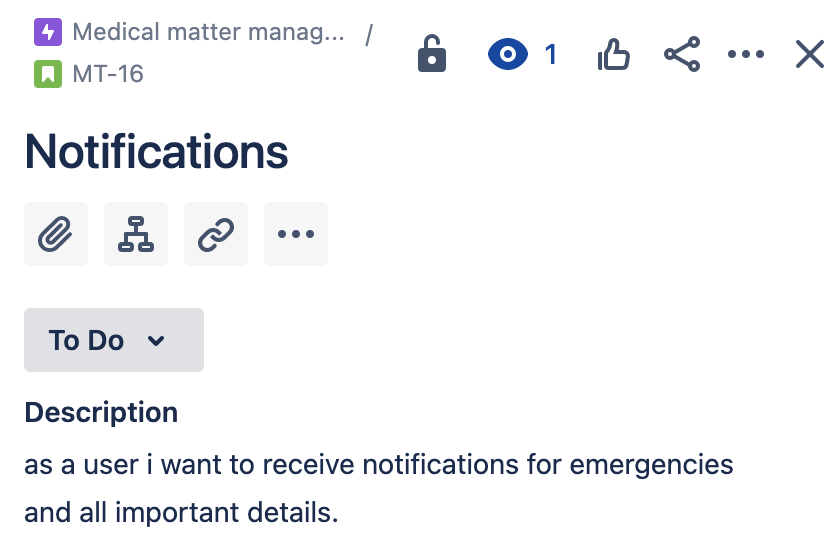 Medical matter manag... /
MT-16
1
Notifications
To Do
Description
as a user i want to receive notifications for emergencies
and all important details.